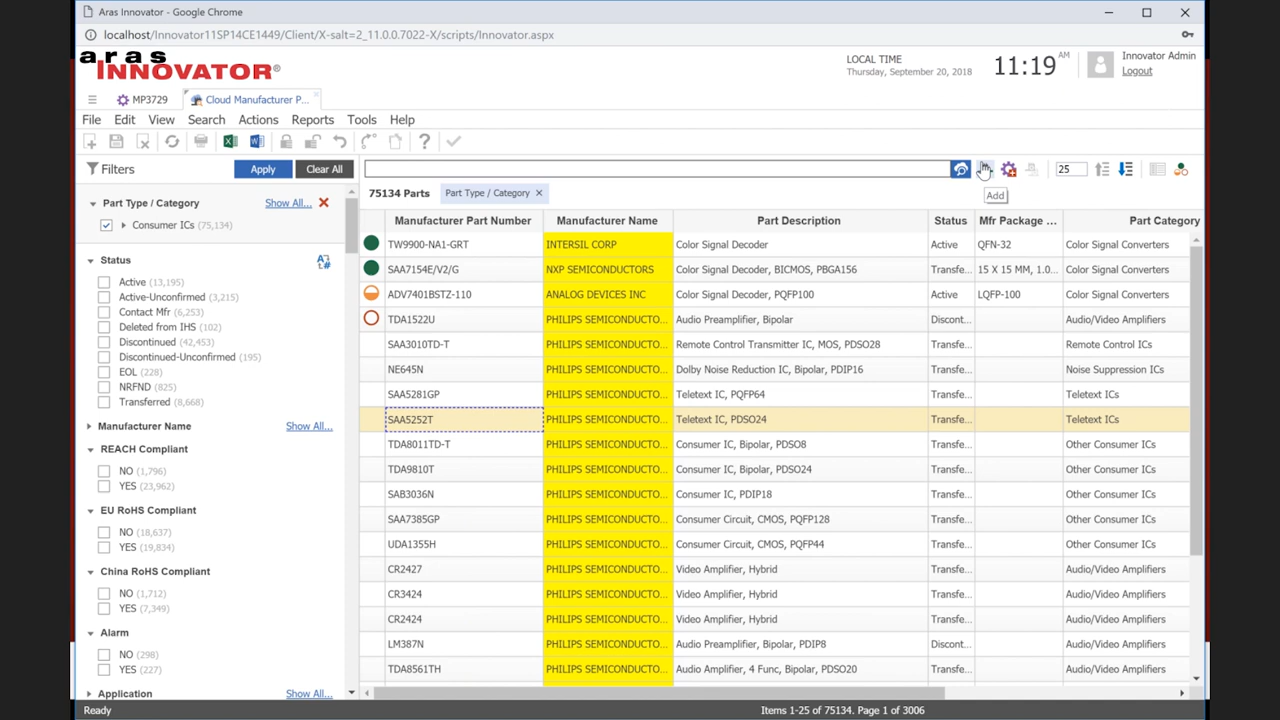 Aras Innovator - Google Chrome
localhost/Innovator11SP14CE1449/Client/X-salt=2_11.0.0.7022-X/scripts/Innovator.aspx
aras
INNOVATOR®
LOCAL TIME
Thursday, September 20, 2018
11:19 AM
Innovator Admin
Logout
MP3729
Cloud Manufacturer P...
File Edit View Search Actions Reports Tools Help
Filters Apply Clear All
25
Add
75134 Parts Part Type / Category
Part Type / Category Show All...
Consumer ICs (75,134)
Status
Active (13,195)
Active-Unconfirmed (3,215)
Contact Mfr (6,253)
Deleted from IHS (102)
Discontinued (42,453)
Discontinued-Unconfirmed (195)
EOL (228)
NRFND (825)
Transferred (8,668)
Manufacturer Name Show All...
REACH Compliant
NO (1,796)
YES (23,962)
EU RoHS Compliant
NO (18,637)
YES (19,834)
China RoHS Compliant
NO (1,712)
YES (7,349)
Alarm
NO (298)
YES (227)
Application Show All...
Manufacturer Part Number Manufacturer Name Part Description Status Mfr Package ... Part Category
TW9900-NA1-GRT INTERSIL CORP Color Signal Decoder Active QFN-32 Color Signal Converters
SAA7154E/V2/G NXP SEMICONDUCTORS Color Signal Decoder, BICMOS, PBGA156 Transfe... 15 X 15 MM, 1.0... Color Signal Converters
ADV7401BSTZ-110 ANALOG DEVICES INC Color Signal Decoder, PQFP100 Active LQFP-100 Color Signal Converters
TDA1522U PHILIPS SEMICONDUCTO... Audio Preamplifier, Bipolar Discont... Audio/Video Amplifiers
SAA3010TD-T PHILIPS SEMICONDUCTO... Remote Control Transmitter IC, MOS, PDSO28 Transfe... Remote Control ICs
NE645N PHILIPS SEMICONDUCTO... Dolby Noise Reduction IC, Bipolar, PDIP16 Transfe... Noise Suppression ICs
SAA5281GP PHILIPS SEMICONDUCTO... Teletext IC, PQFP64 Transfe... Teletext ICs
SAA5252T PHILIPS SEMICONDUCTO... Teletext IC, PDSO24 Transfe... Teletext ICs
TDA8011TD-T PHILIPS SEMICONDUCTO... Consumer IC, Bipolar, PDSO8 Transfe... Other Consumer ICs
TDA9810T PHILIPS SEMICONDUCTO... Consumer IC, Bipolar, PDSO24 Transfe... Other Consumer ICs
SAB3036N PHILIPS SEMICONDUCTO... Consumer IC, PDIP18 Transfe... Other Consumer ICs
SAA7385GP PHILIPS SEMICONDUCTO... Consumer Circuit, CMOS, PQFP128 Transfe... Other Consumer ICs
UDA1355H PHILIPS SEMICONDUCTO... Consumer Circuit, CMOS, PQFP44 Transfe... Other Consumer ICs
CR2427 PHILIPS SEMICONDUCTO... Video Amplifier, Hybrid Transfe... Audio/Video Amplifiers
CR3424 PHILIPS SEMICONDUCTO... Video Amplifier, Hybrid Transfe... Audio/Video Amplifiers
CR2424 PHILIPS SEMICONDUCTO... Video Amplifier, Hybrid Transfe... Audio/Video Amplifiers
LM387N PHILIPS SEMICONDUCTO... Audio Preamplifier, Bipolar, PDIP8 Discont... Audio/Video Amplifiers
TDA8561TH PHILIPS SEMICONDUCTO... Audio Amplifier, 4 Func, Bipolar, PDSO20 Transfe... Audio/Video Amplifiers
Ready Items 1-25 of 75134. Page 1 of 3006